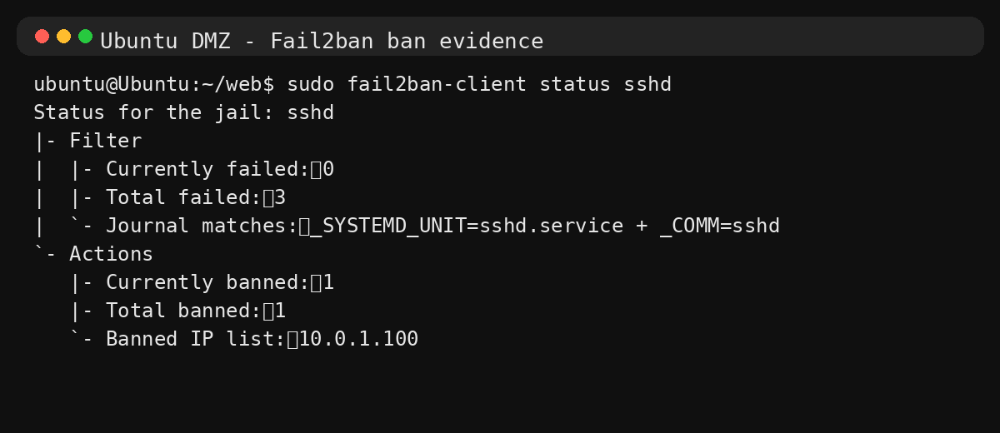 Ubuntu DMZ - Fail2ban ban evidence
ubuntu@Ubuntu:~/web$ sudo fail2ban-client status sshd
Status for the jail: sshd
|- Filter
|  |- Currently failed:▯0
|  |- Total failed:▯3
|  `- Journal matches:▯_SYSTEMD_UNIT=sshd.service + _COMM=sshd
`- Actions
   |- Currently banned:▯1
   |- Total banned:▯1
   `- Banned IP list:▯10.0.1.100